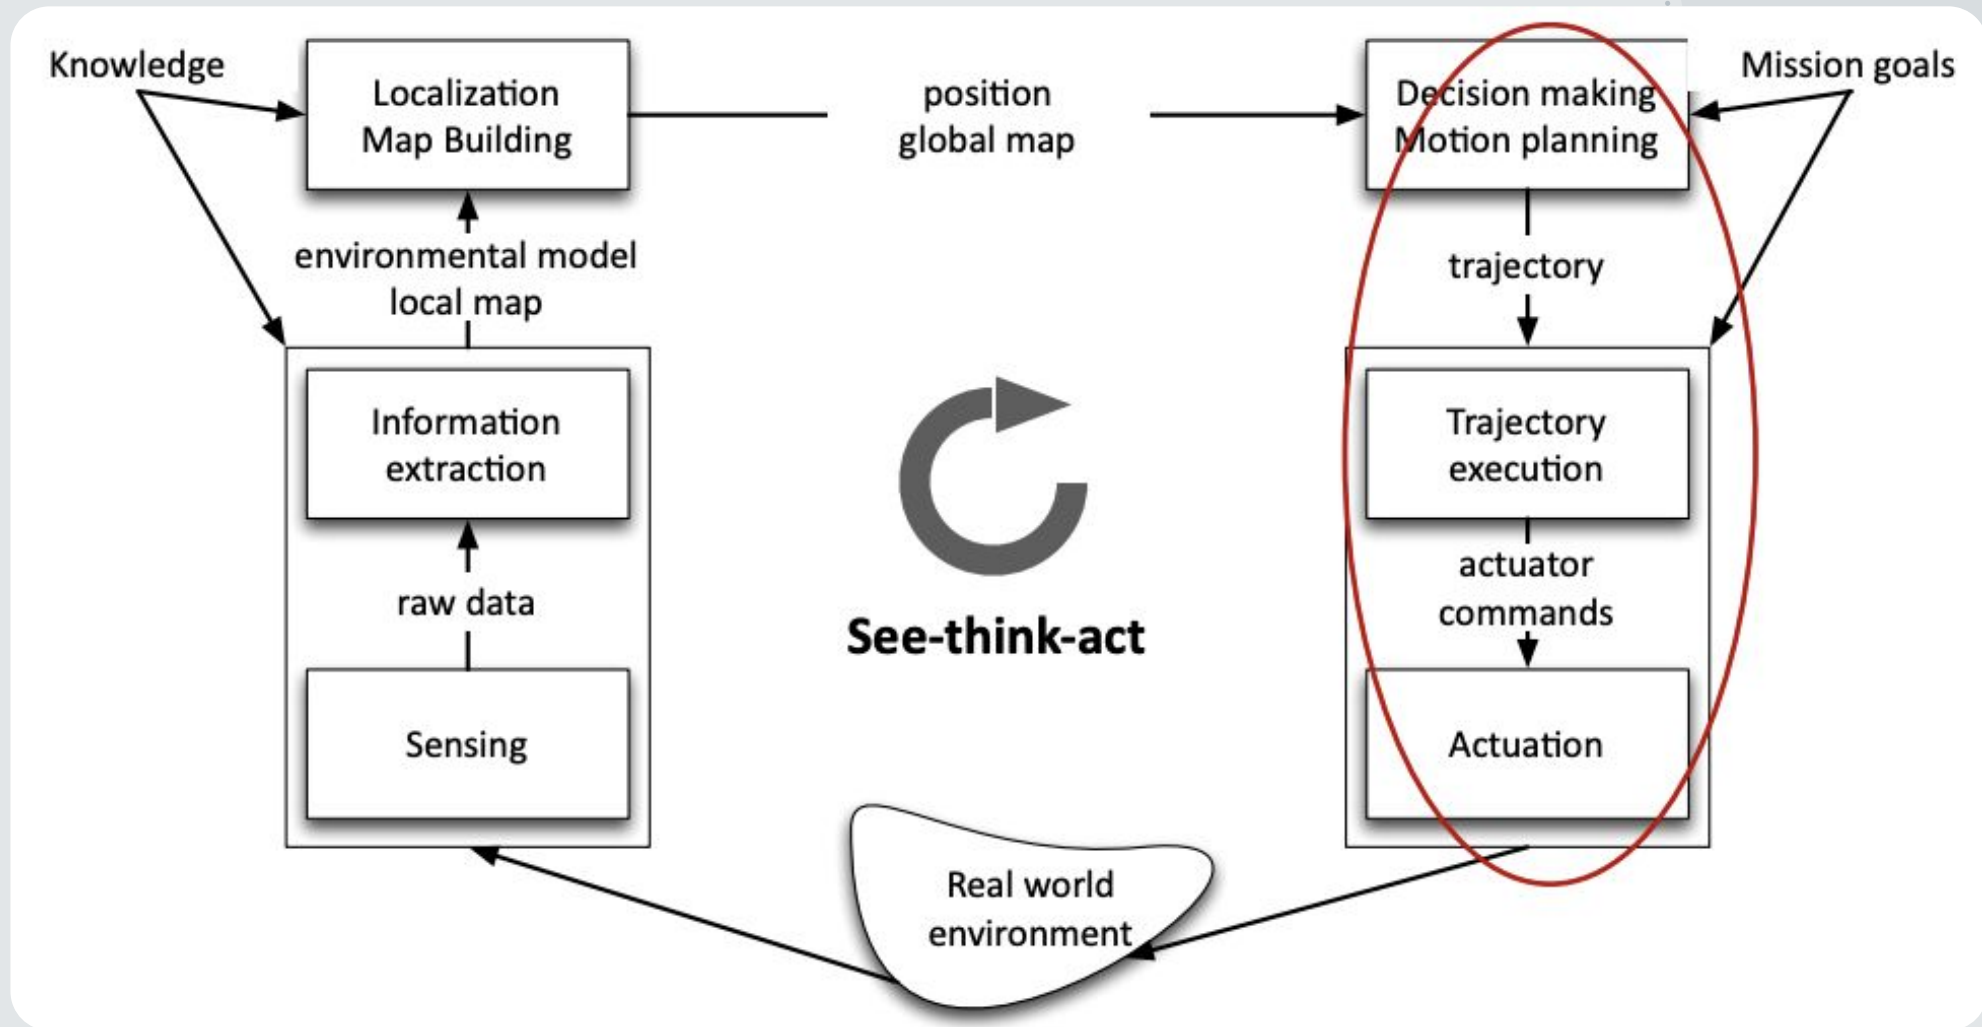 Knowledge
Localization
Map Building
position
global map
Decision making
Motion planning
Mission goals
environmental model
local map
trajectory
Information
extraction
Trajectory
execution
raw data
actuator
commands
See-think-act
Sensing
Actuation
Real world
environment